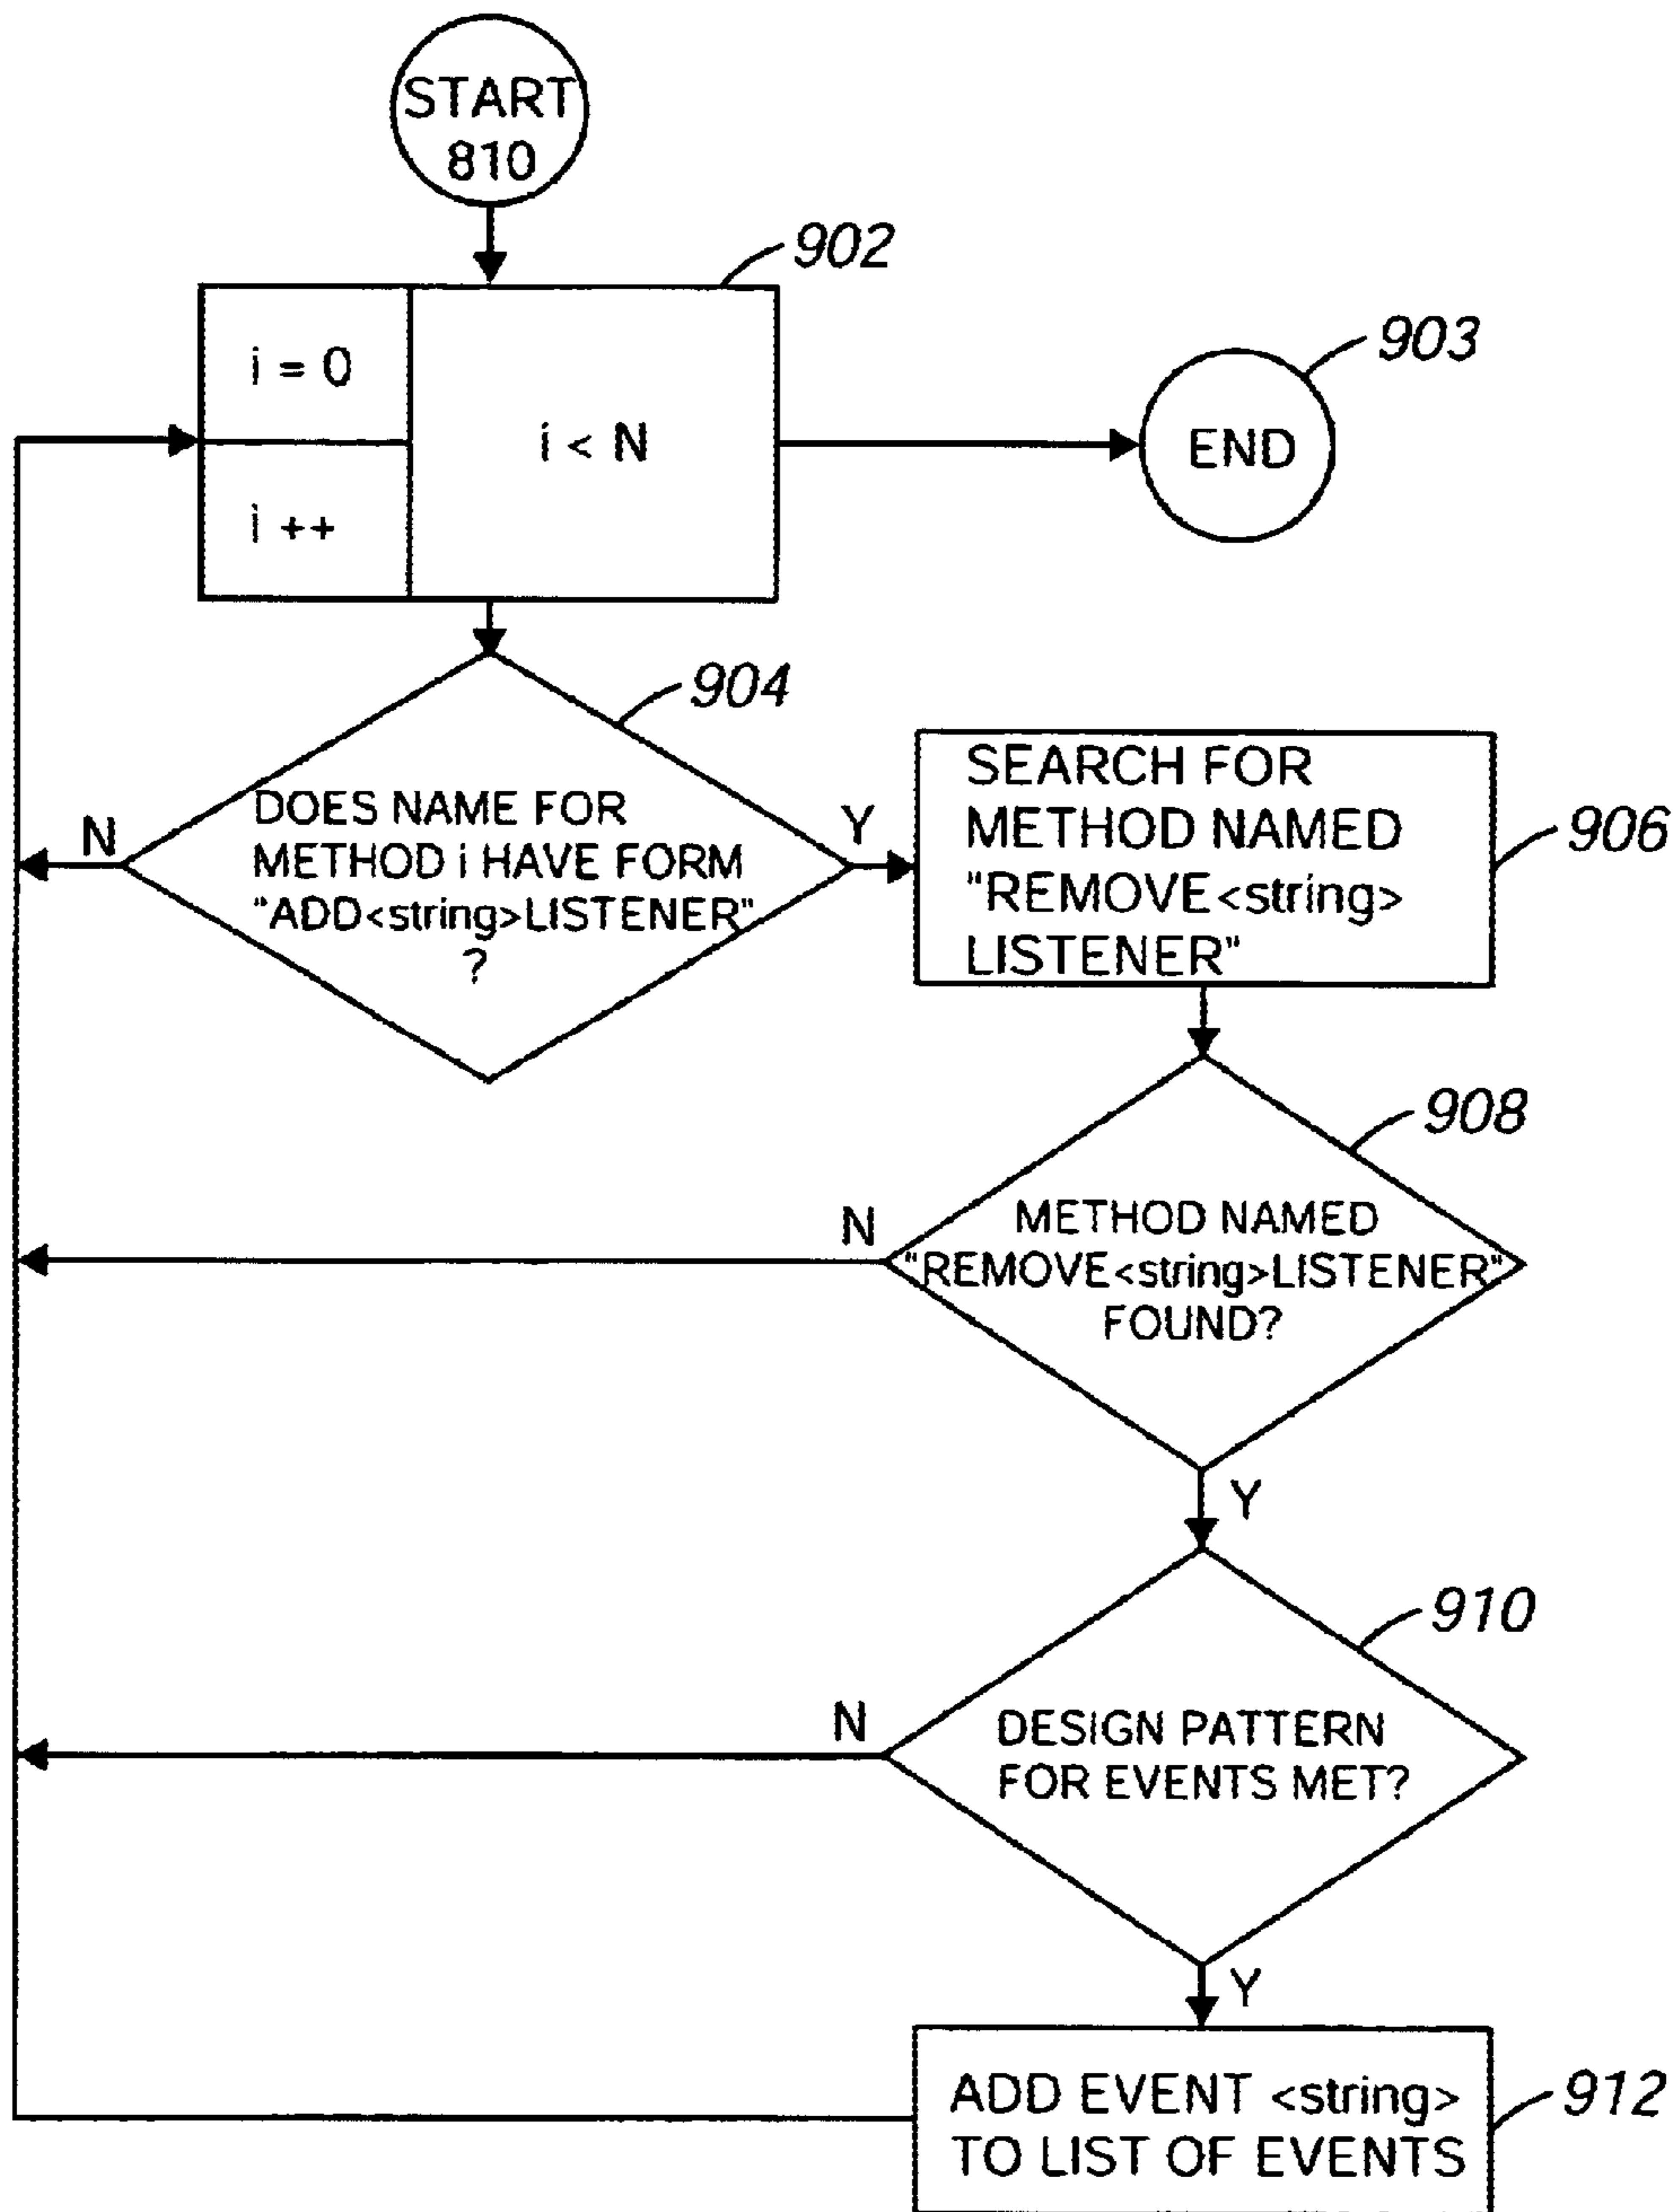 START
810
902
i = 0
i < N
i ++
903
END
904
DOES NAME FOR
METHOD i HAVE FORM
"ADD<string>LISTENER"
?
N
Y
SEARCH FOR
METHOD NAMED
"REMOVE<string>
LISTENER"
906
908
METHOD NAMED
"REMOVE<string>LISTENER"
FOUND?
N
Y
910
DESIGN PATTERN
FOR EVENTS MET?
N
Y
ADD EVENT <string>
TO LIST OF EVENTS
912